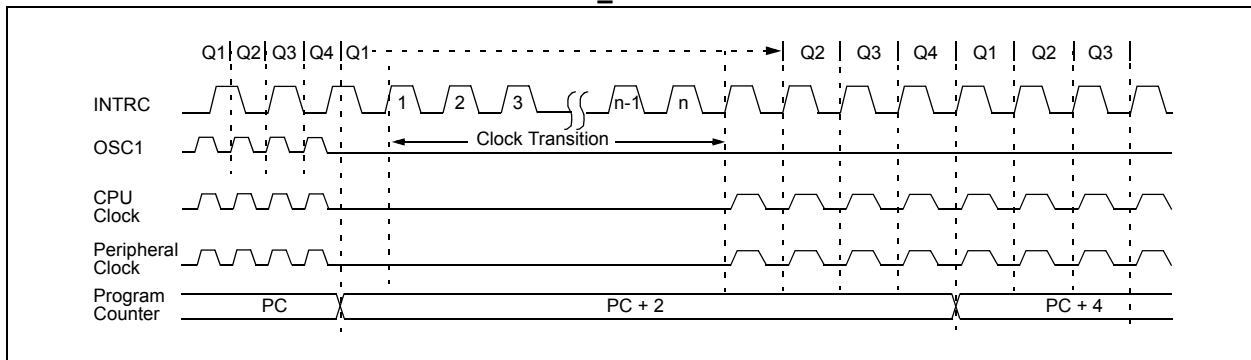 Q1 Q2 Q3 Q4 Q1 Q2 Q3 Q4 Q1 Q2 Q3
INTRC 1 2 3 n-1 n
Clock Transition
OSC1
CPU
Clock
Peripheral
Clock
Program
Counter
PC PC + 2 PC + 4